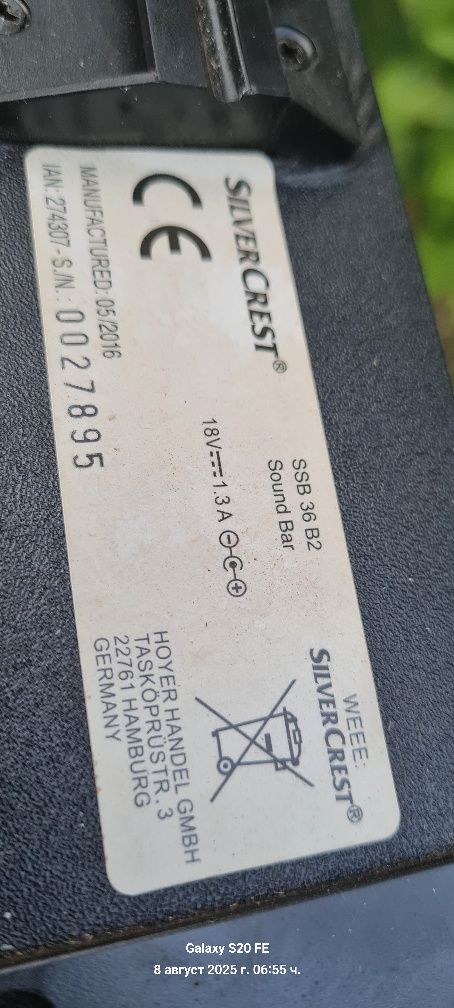 SILVERCREST®
SSB 36 B2
Sound Bar
18V 1.3 A
CE
MANUFACTURED: 05/2016
IAN: 274307 - S./N.: 0027895
WEEE:
SILVERCREST®
HOYER HANDEL GMBH
TASKÖPRÜSTR. 3
22761 HAMBURG
GERMANY
Galaxy S20 FE
8 август 2025 г. 06:55 ч.